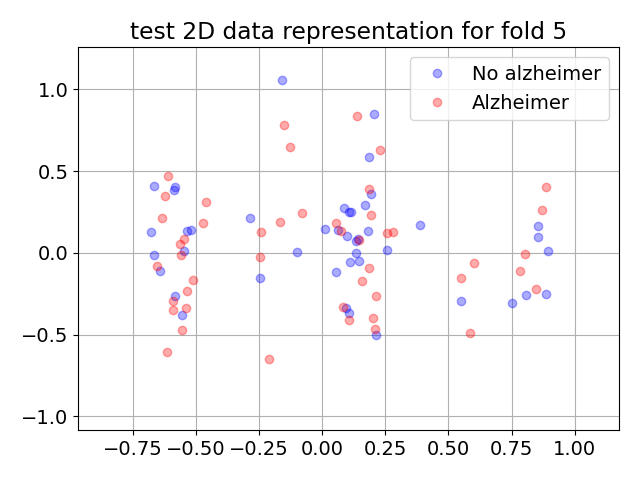 test 2D data representation for fold 5
No alzheimer
Alzheimer
1.0
0.5
0.0
−0.5
−1.0
−0.75 −0.50 −0.25 0.00 0.25 0.50 0.75 1.00